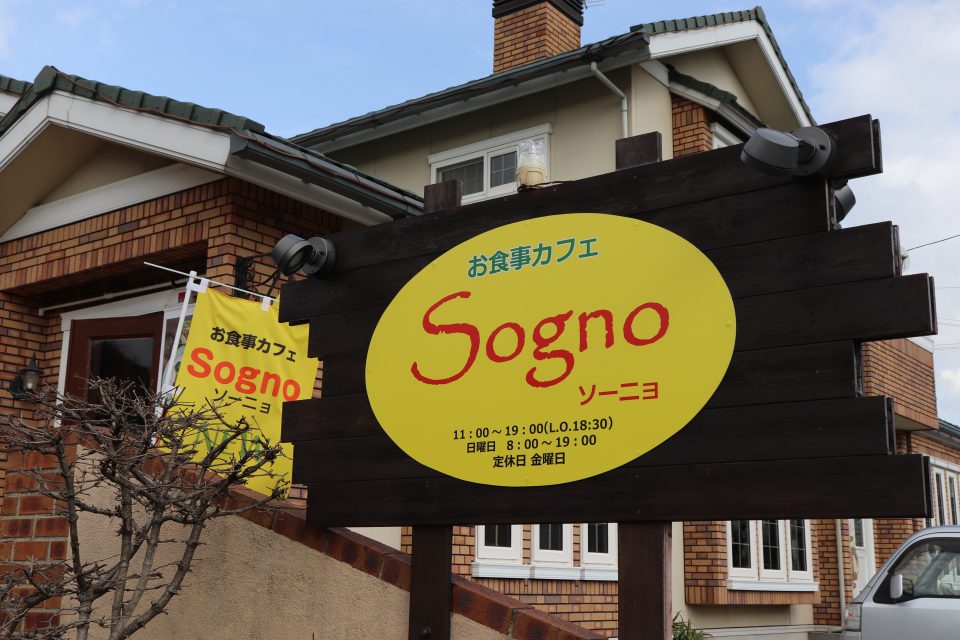 お食事カフェ
Sogno
ソーニョ
11：00～19：00(L.O.18:30)
日曜日 8：00～19：00
定休日 金曜日
お食事カフェ
Sogno
ソーニョ